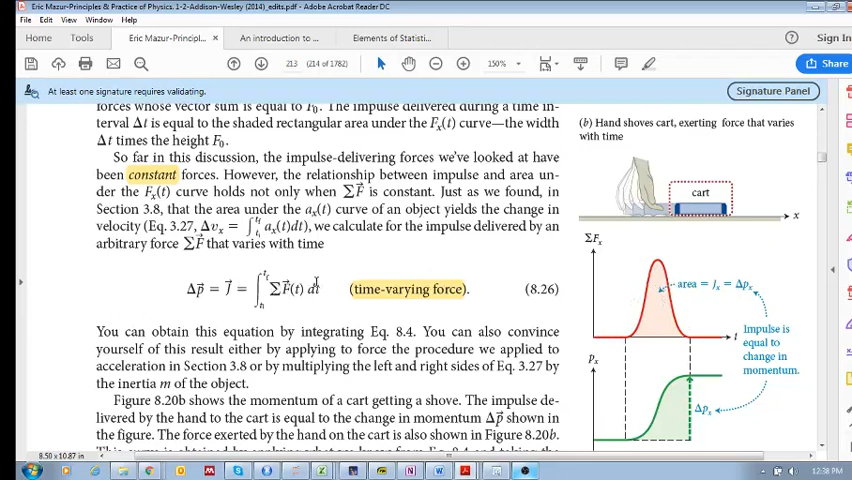 Eric Mazur-Principles & Practice of Physics. 1-2-Addison-Wesley (2014)_edits.pdf - Adobe Acrobat Reader DC
File Edit View Window Help
Home Tools Eric Mazur-Principl... × An introduction to ... Elements of Statisti... Sign In
213 (214 of 1782) 150% Share
At least one signature requires validating. Signature Panel
forces whose vector sum is equal to F₀. The impulse delivered during a time in-
terval Δt is equal to the shaded rectangular area under the Fₓ(t) curve—the width
Δt times the height F₀.
So far in this discussion, the impulse-delivering forces we've looked at have
been constant forces. However, the relationship between impulse and area un-
der the Fₓ(t) curve holds not only when ΣF⃗ is constant. Just as we found, in
Section 3.8, that the area under the aₓ(t) curve of an object yields the change in
velocity (Eq. 3.27, Δvₓ = ∫ₜᵢᵗᶠ aₓ(t)dt), we calculate for the impulse delivered by an
arbitrary force ΣF⃗ that varies with time
Δp⃗ = J⃗ = ∫ₜᵢᵗᶠ ΣF⃗(t) dt (time-varying force). (8.26)
You can obtain this equation by integrating Eq. 8.4. You can also convince
yourself of this result either by applying to force the procedure we applied to
acceleration in Section 3.8 or by multiplying the left and right sides of Eq. 3.27 by
the inertia m of the object.
Figure 8.20b shows the momentum of a cart getting a shove. The impulse de-
livered by the hand to the cart is equal to the change in momentum Δp⃗ shown in
the figure. The force exerted by the hand on the cart is also shown in Figure 8.20b.
(b) Hand shoves cart, exerting force that varies
with time
cart
x
ΣFₓ
area = Jₓ = Δpₓ
t
Impulse is
equal to
change in
momentum.
pₓ
Δpₓ
8.50 x 10.87 in
12:38 PM